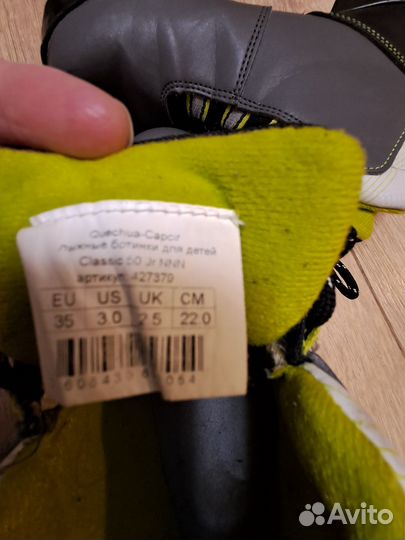 Quechua-Capcir
Лыжные ботинки для детей
Classic 50 Jr NNN
артикул: 427379
EU US UK CM
35 3.0 2.5 22.0
Avito